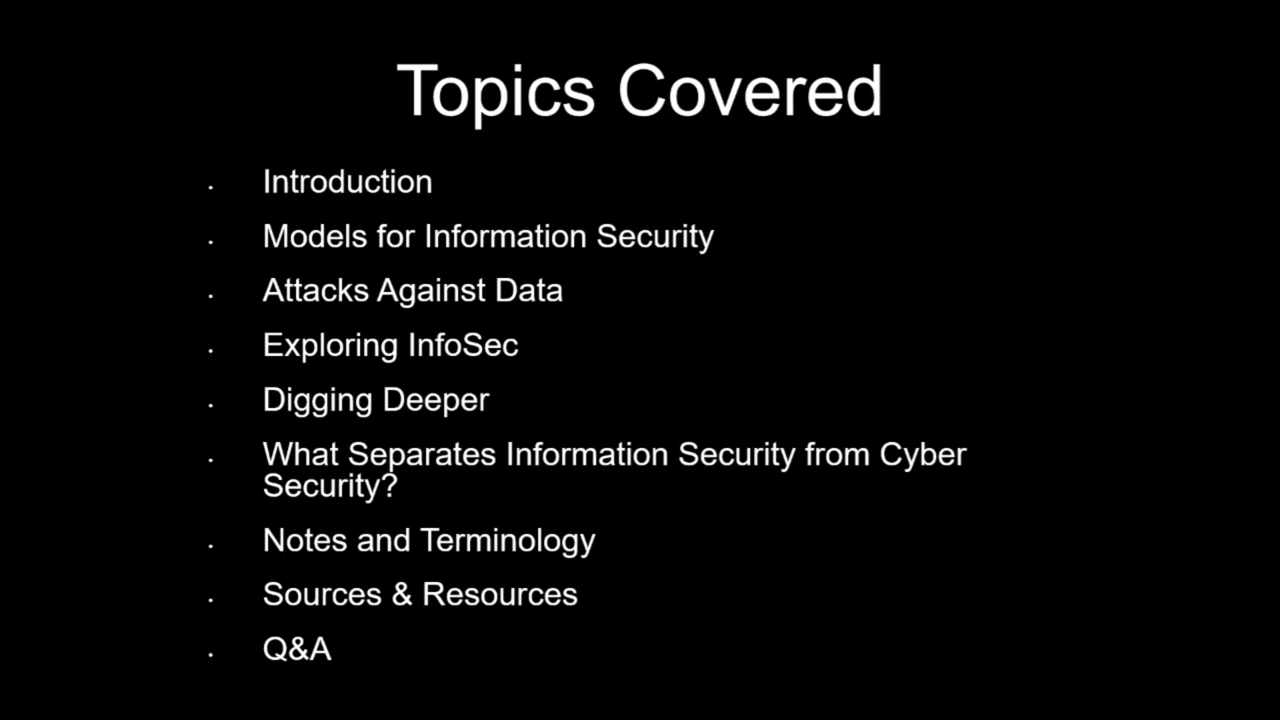 Topics Covered
· Introduction
· Models for Information Security
· Attacks Against Data
· Exploring InfoSec
· Digging Deeper
· What Separates Information Security from Cyber
Security?
· Notes and Terminology
· Sources & Resources
· Q&A